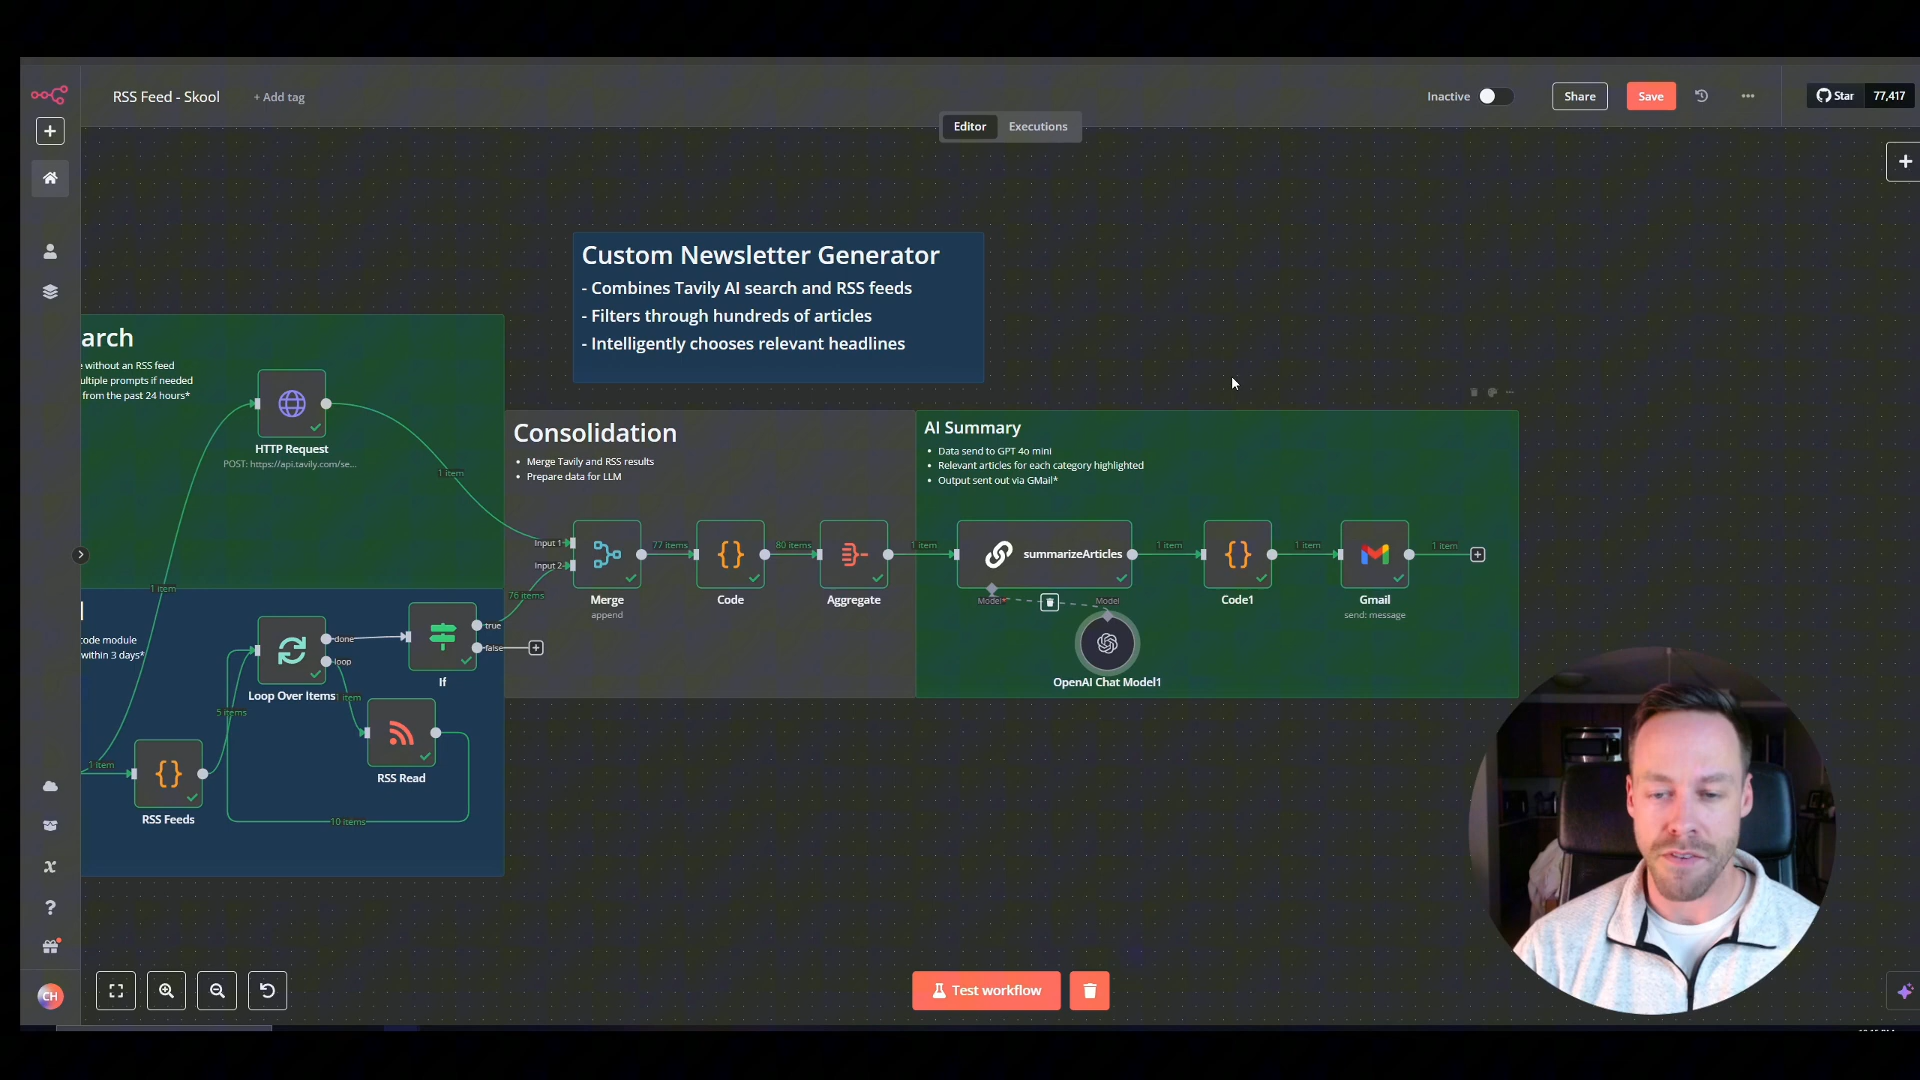 RSS Feed - Skool
+ Add tag
Inactive
Share
Save
Star
77,417
Editor
Executions
Custom Newsletter Generator
- Combines Tavily AI search and RSS feeds
- Filters through hundreds of articles
- Intelligently chooses relevant headlines
arch
without an RSS feed
ultiple prompts if needed
from the past 24 hours*
HTTP Request
POST: https://api.tavily.com/se...
1 item
Consolidation
• Merge Tavily and RSS results
• Prepare data for LLM
AI Summary
• Data send to GPT 4o mini
• Relevant articles for each category highlighted
• Output sent out via GMail*
Input 1
Input 2
77 items
80 items
1 item
summarizeArticles
1 item
1 item
1 item
Merge
append
Code
Aggregate
Model*
Model
Code1
Gmail
send: message
OpenAI Chat Model1
1 item
76 items
true
false
code module
within 3 days*
done
loop
If
Loop Over Items
1 item
5 items
RSS Read
1 item
RSS Feeds
10 items
CH
Test workflow